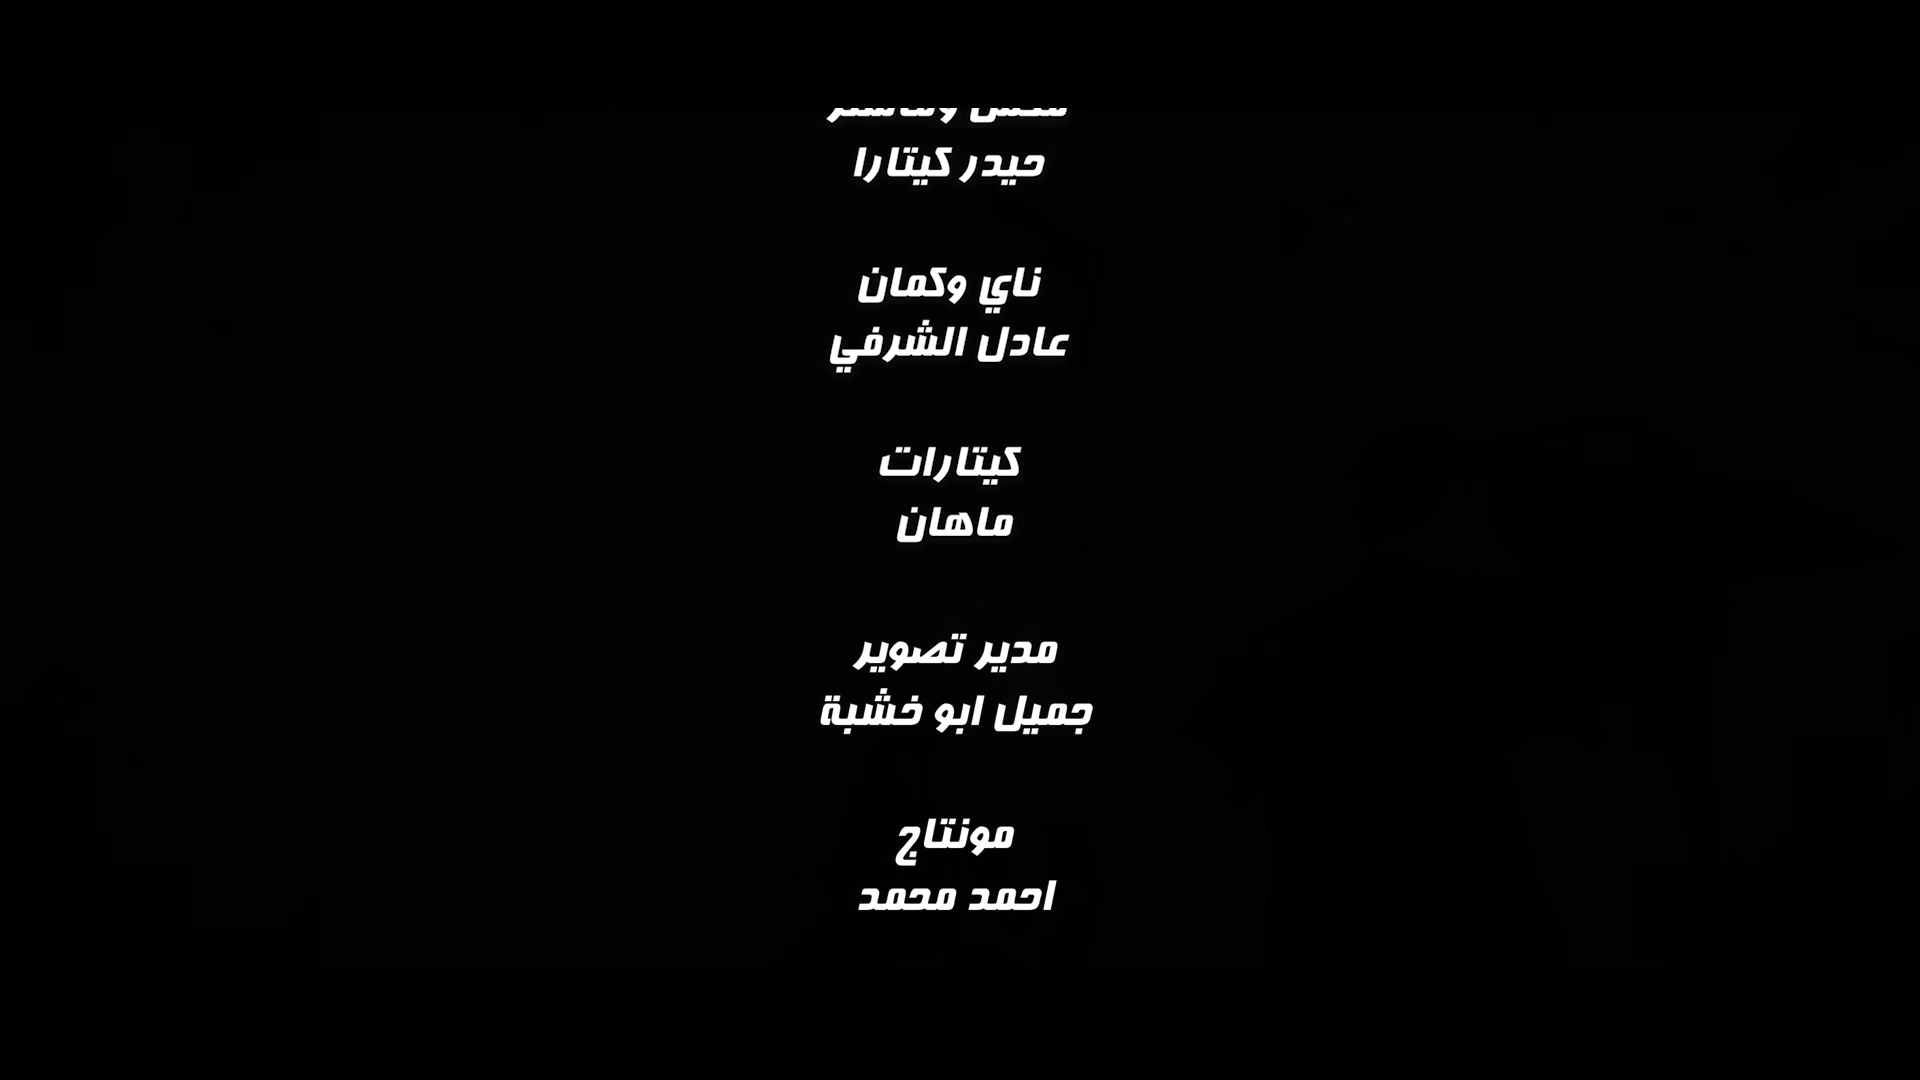 حيدر كيتارا
ناي وكمان
عادل الشرفي
كيتارات
ماهان
مدير تصوير
جميل ابو خشبة
مونتاج
احمد محمد